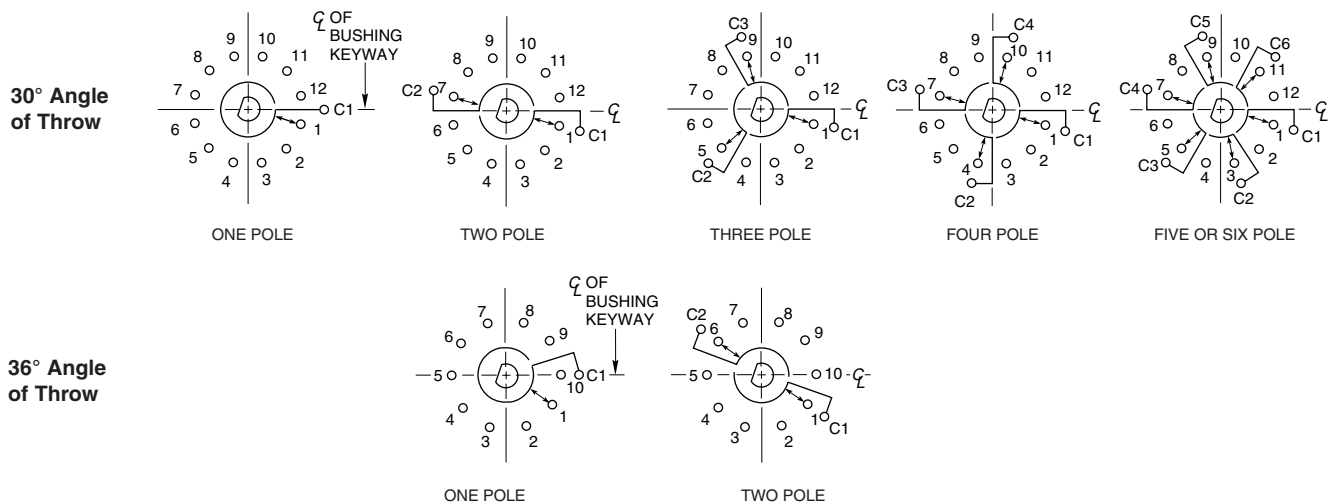 30° Angle
of Throw
C̲L OF
BUSHING
KEYWAY
9
10
8
11
7
12
C1
6
1
5
2
4
3
ONE POLE
C2
7
9
10
8
11
12
CL
6
1
C1
5
2
4
3
TWO POLE
C3
9
10
8
11
7
12
CL
6
1
C1
5
2
C2
4
3
THREE POLE
C4
9
10
8
11
C3
7
12
6
1
C1
5
2
4
3
C2
FOUR POLE
C5
9
10
C6
8
11
C4
7
12
CL
6
1
C1
5
2
C3
4
3
C2
FIVE OR SIX POLE
36° Angle
of Throw
CL OF
BUSHING
KEYWAY
7
8
6
9
5
10
C1
4
1
3
2
ONE POLE
C2
7
8
6
9
5
10
CL
4
1
C1
3
2
TWO POLE